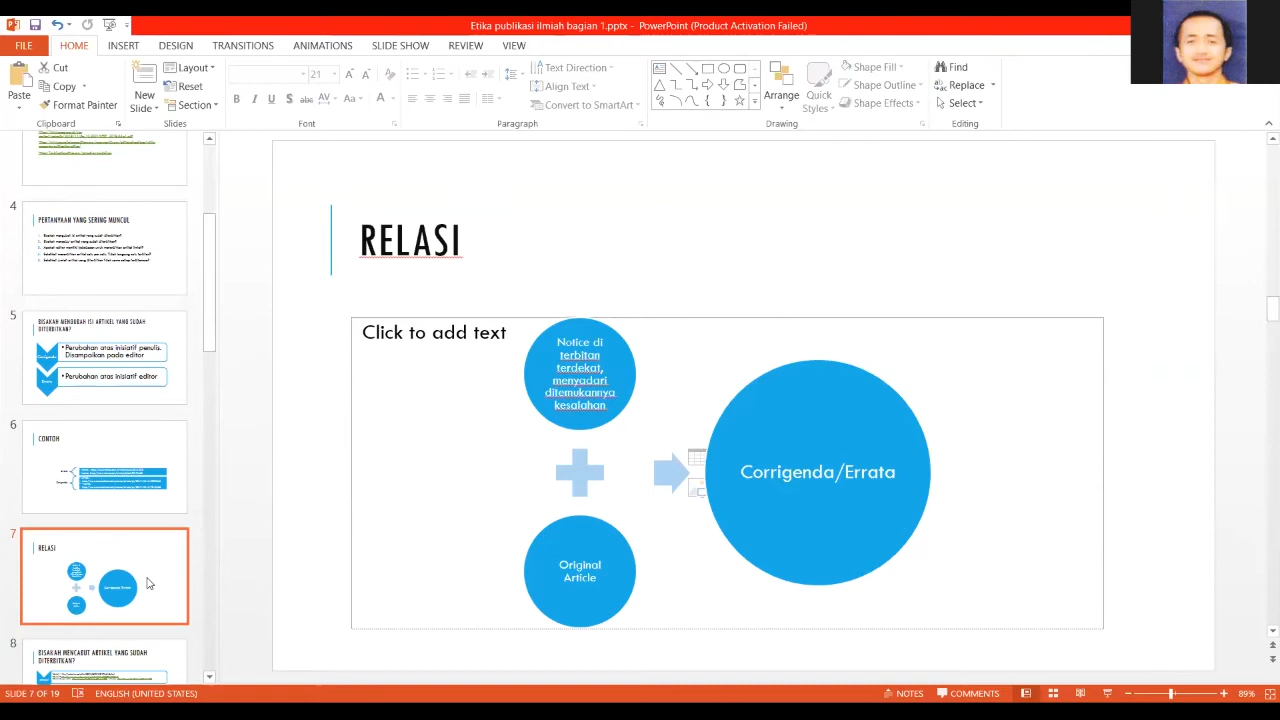 Etika publikasi ilmiah bagian 1.pptx - PowerPoint (Product Activation Failed)
FILE
HOME
INSERT
DESIGN
TRANSITIONS
ANIMATIONS
SLIDE SHOW
REVIEW
VIEW
Paste
Cut
Copy
Format Painter
Clipboard
New
Slide
Layout
Reset
Section
Slides
21
Font
Text Direction
Align Text
Convert to SmartArt
Paragraph
Arrange
Quick
Styles
Shape Fill
Shape Outline
Shape Effects
Drawing
Find
Replace
Select
Editing
4
PERTANYAAN YANG SERING MUNCUL
5
BISAKAH MENGUBAH ISI ARTIKEL YANG SUDAH
DITERBITKAN?
Corrigenda
• Perubahan atas inisiatif penulis.
Disampaikan pada editor
Errata
• Perubahan atas inisiatif editor
6
CONTOH
7
RELASI
Corrigenda/Errata
8
BISAKAH MENCABUT ARTIKEL YANG SUDAH
DITERBITKAN?
RELASI
Click to add text
Notice di
terbitan
terdekat,
menyadari
ditemukannya
kesalahan
Original
Article
Corrigenda/Errata
SLIDE 7 OF 19
ENGLISH (UNITED STATES)
NOTES
COMMENTS
89%